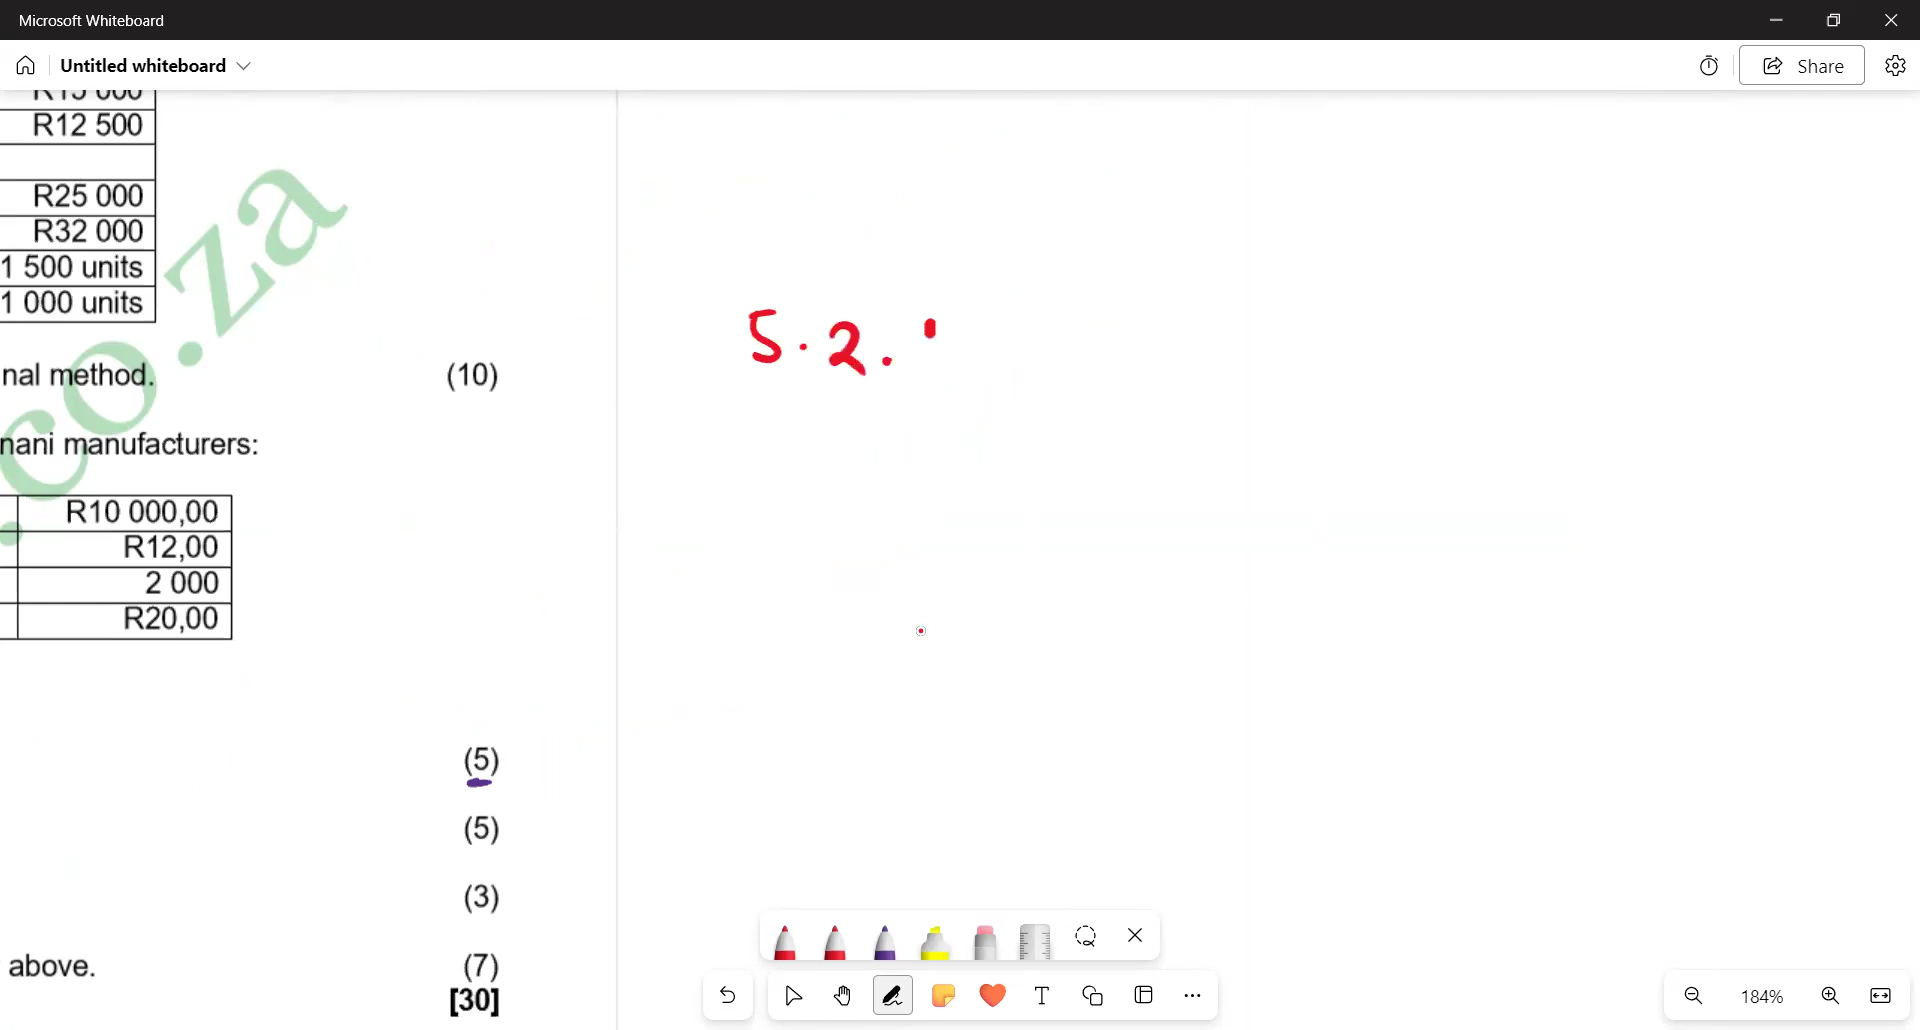 Microsoft Whiteboard
Untitled whiteboard
Share
R12 500
R25 000
R32 000
1 500 units
1 000 units
.co.za
nal method. (10)
nani manufacturers:
R10 000,00
R12,00
2 000
R20,00
5.2.
(5)
(5)
(3)
above. (7)
[30]
184%